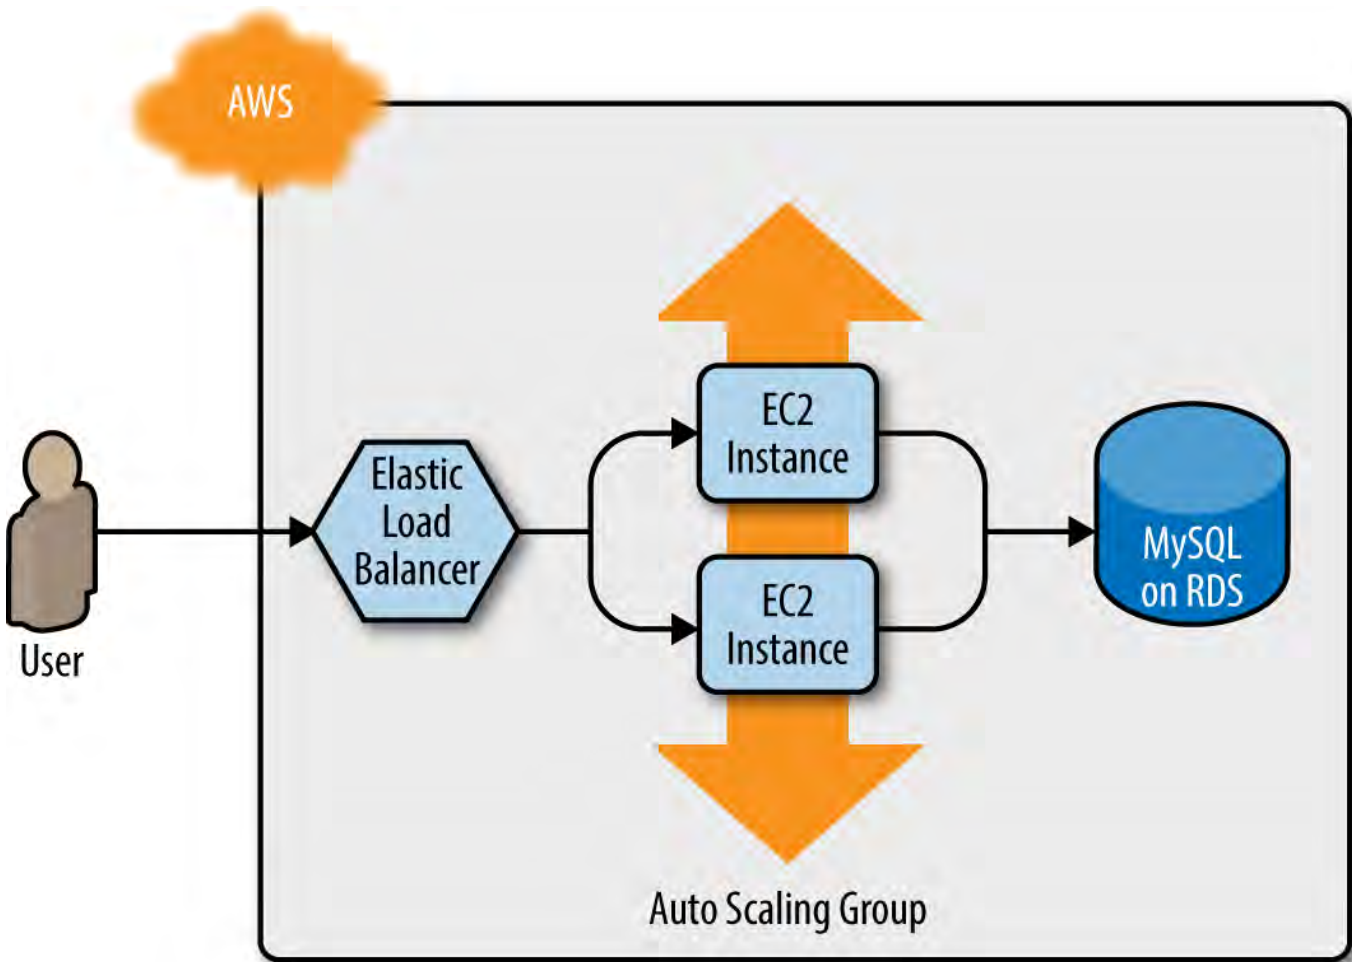 AWS
User
Elastic
Load
Balancer
EC2
Instance
EC2
Instance
MySQL
on RDS
Auto Scaling Group